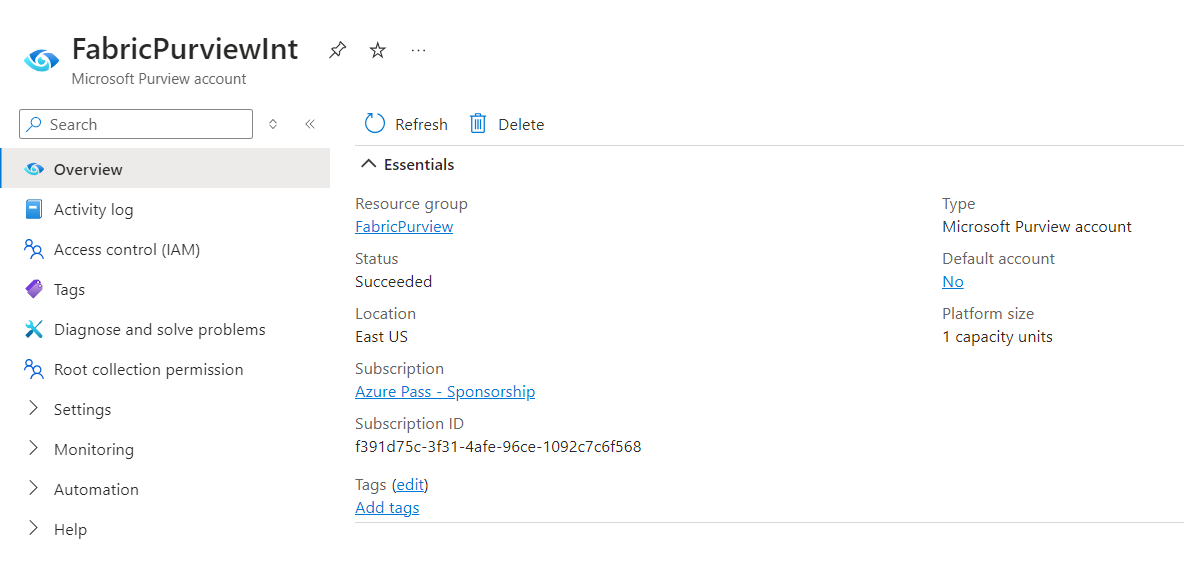 FabricPurviewInt
...
Microsoft Purview account
Search
Overview
Activity log
Access control (IAM)
Tags
Diagnose and solve problems
Root collection permission
Settings
Monitoring
Automation
Help
Refresh
Delete
Essentials
Resource group
FabricPurview
Status
Succeeded
Location
East US
Subscription
Azure Pass - Sponsorship
Subscription ID
f391d75c-3f31-4afe-96ce-1092c7c6f568
Tags (edit)
Add tags
Type
Microsoft Purview account
Default account
No
Platform size
1 capacity units